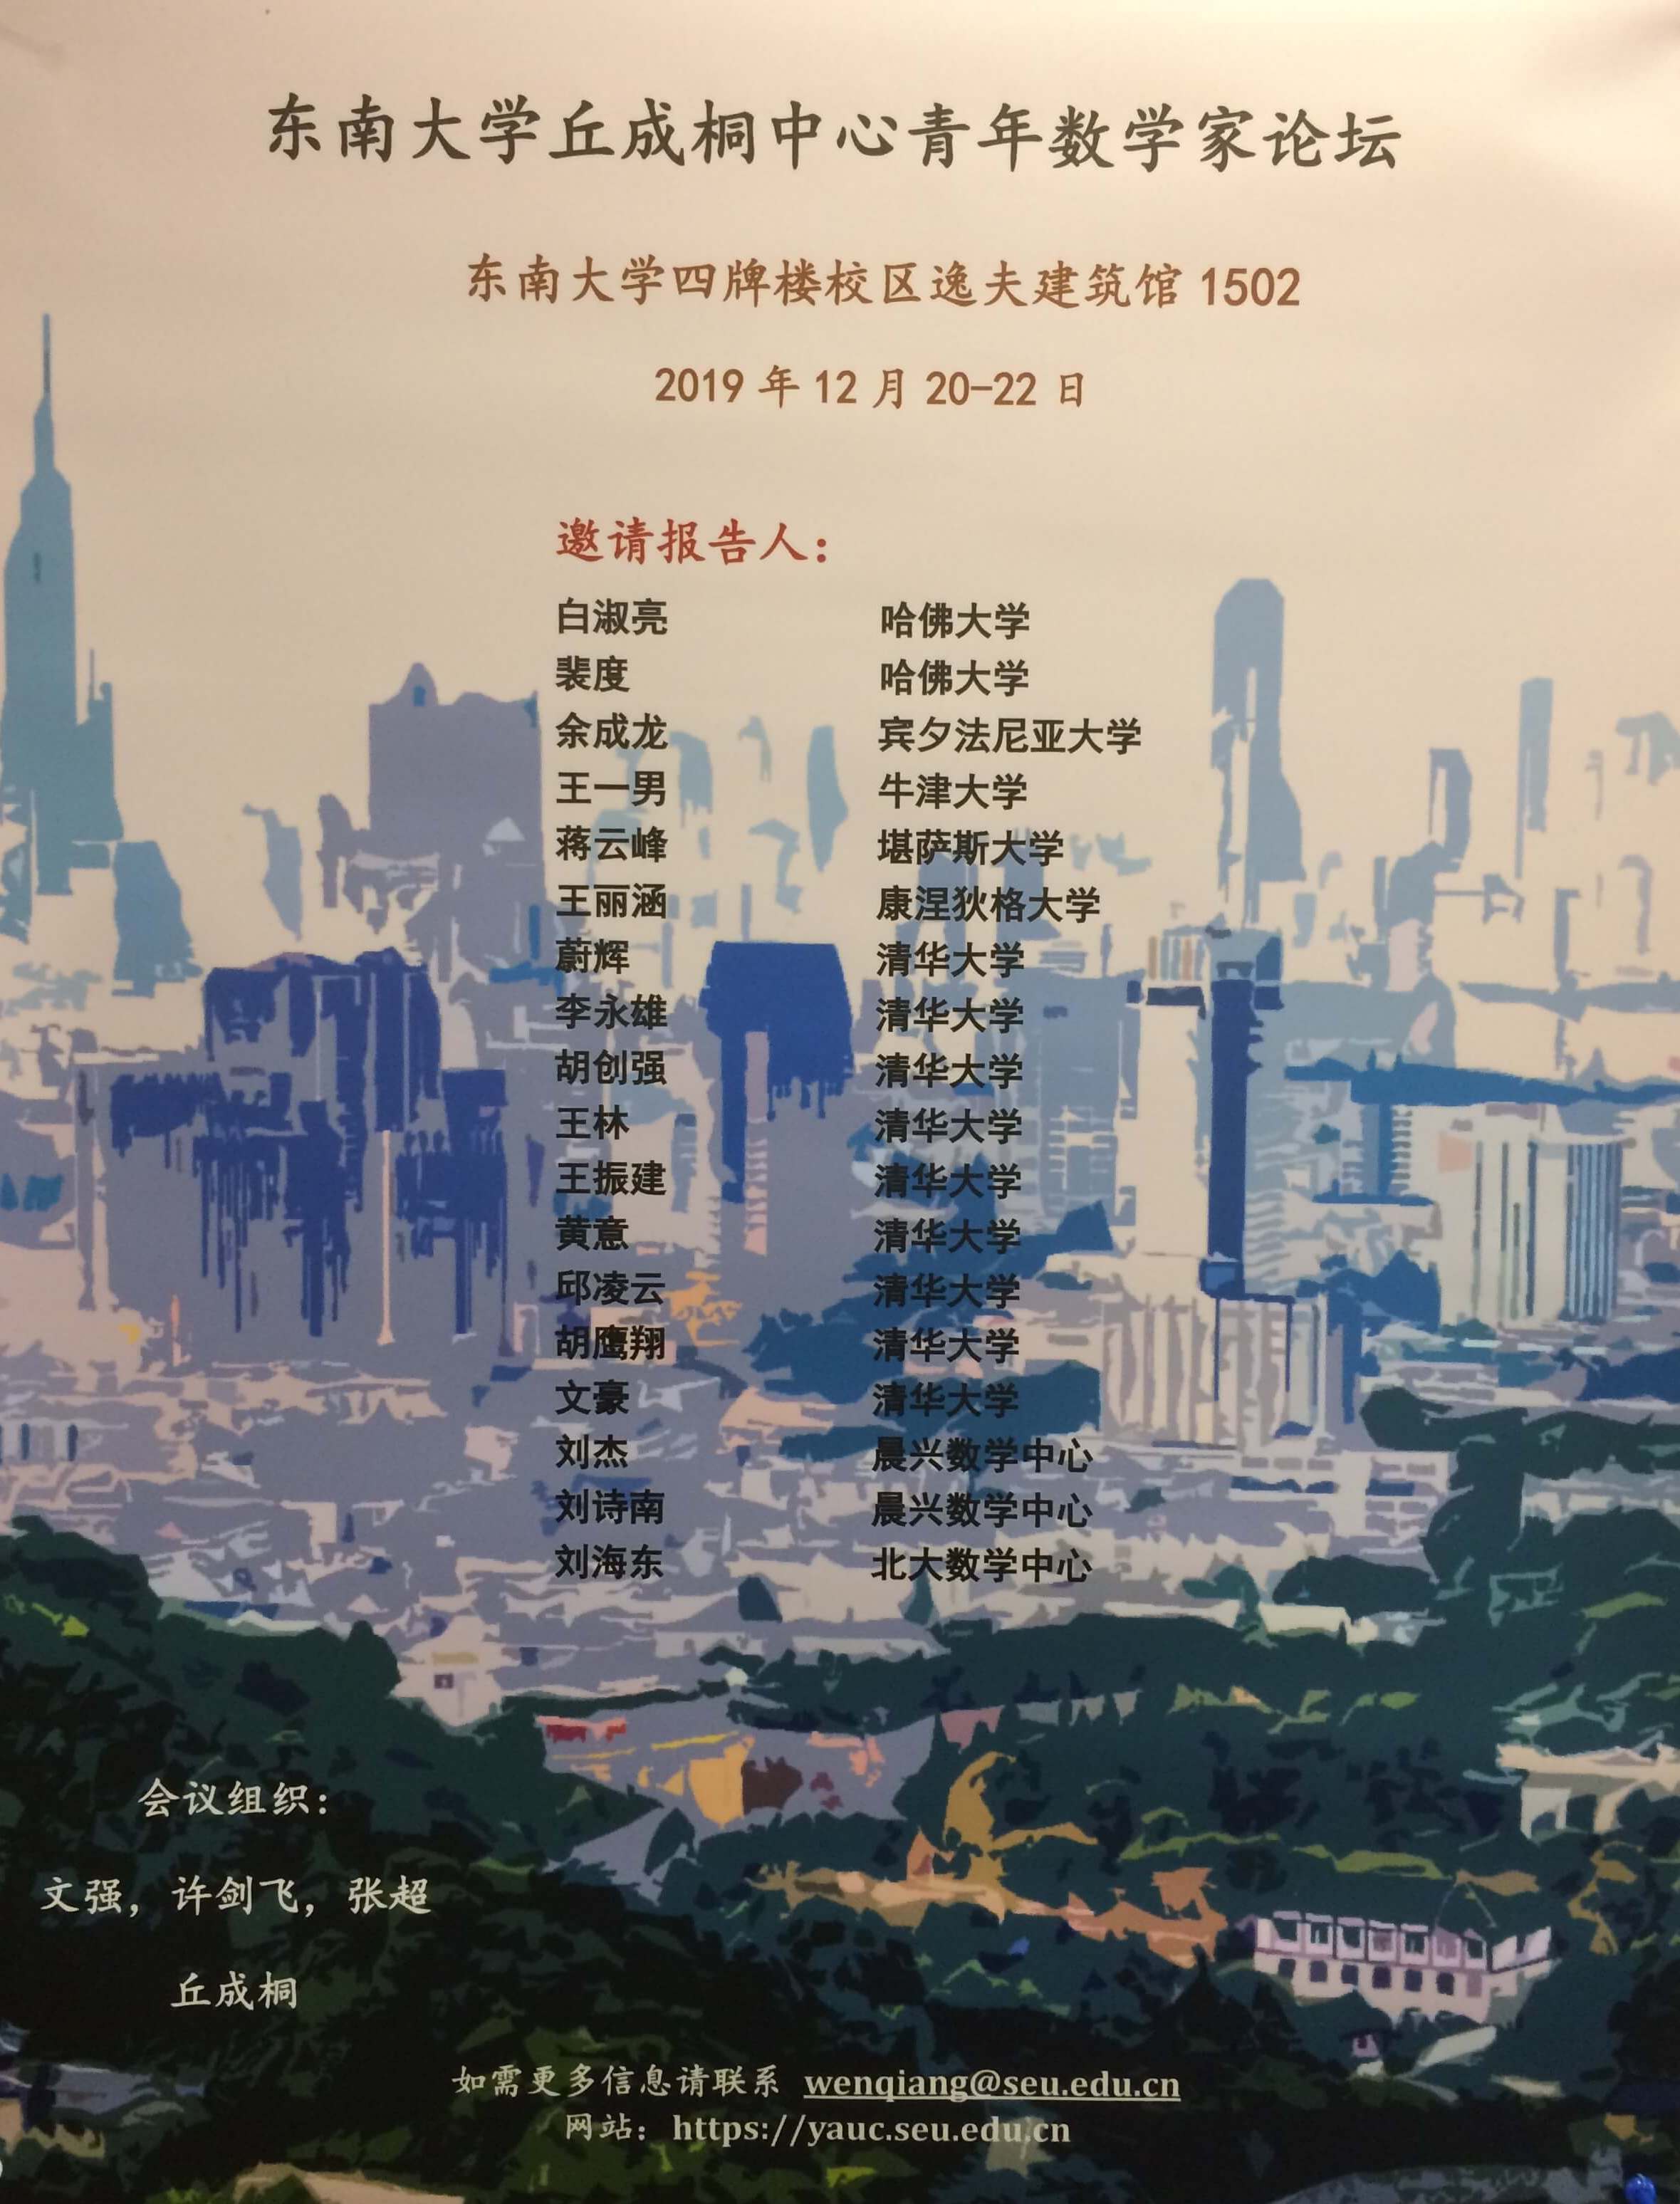 东南大学丘成桐中心青年数学家论坛
东南大学四牌楼校区逸夫建筑馆 1502
2019 年 12 月 20-22 日
邀请报告人：
白淑亮 哈佛大学
裴度 哈佛大学
余成龙 宾夕法尼亚大学
王一男 牛津大学
蒋云峰 堪萨斯大学
王丽涵 康涅狄格大学
蔚辉 清华大学
李永雄 清华大学
胡创强 清华大学
王林 清华大学
王振建 清华大学
黄意 清华大学
邱凌云 清华大学
胡鹰翔 清华大学
文豪 清华大学
刘杰 晨兴数学中心
刘诗南 晨兴数学中心
刘海东 北大数学中心
会议组织：
文强，许剑飞，张超
丘成桐
如需更多信息请联系 wenqiang@seu.edu.cn
网站：https://yauc.seu.edu.cn